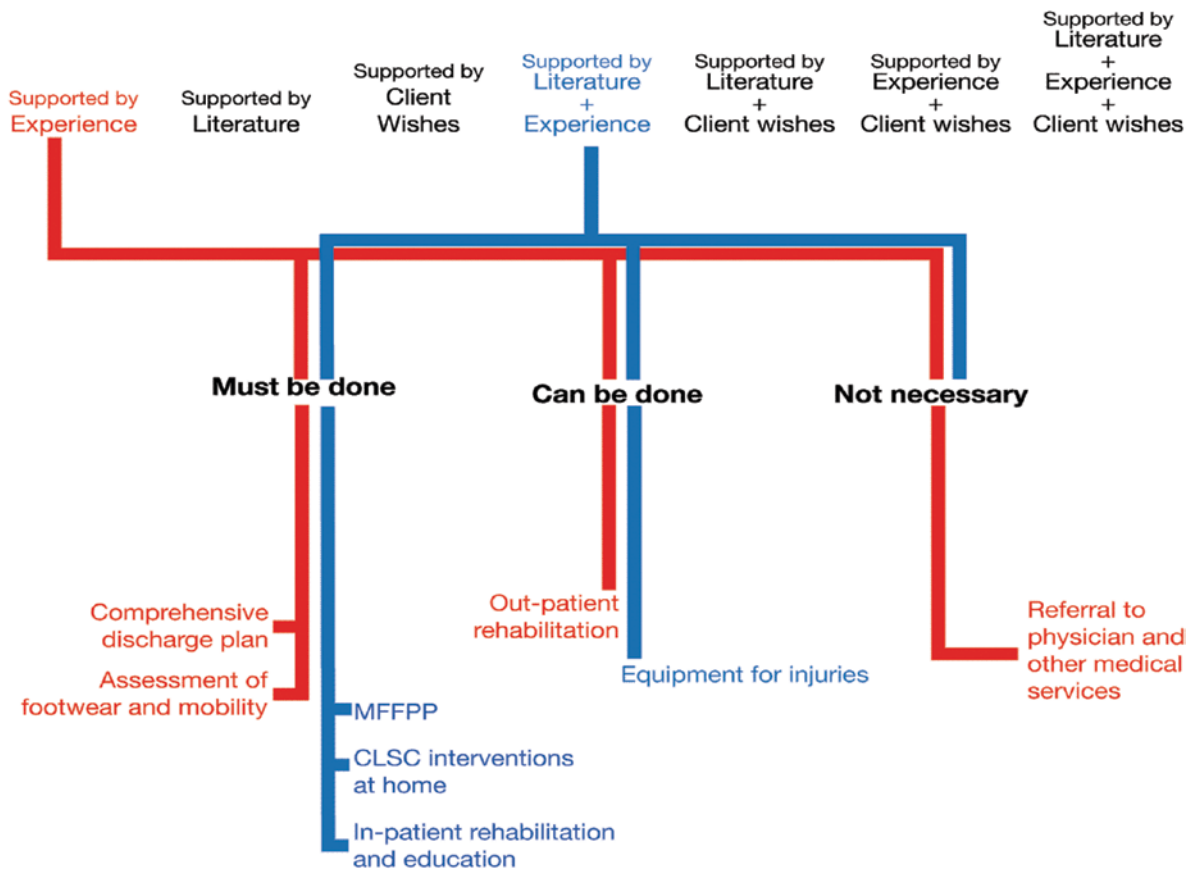 Supported by
Experience
Supported by
Literature
Supported by
Client
Wishes
Supported by
Literature
+
Experience
Supported by
Literature
+
Client wishes
Supported by
Experience
+
Client wishes
Supported by
Literature
+
Experience
+
Client wishes
Must be done
Can be done
Not necessary
Comprehensive
discharge plan
Assessment of
footwear and mobility
MFFPP
CLSC interventions
at home
In-patient rehabilitation
and education
Out-patient
rehabilitation
Equipment for injuries
Referral to
physician and
other medical
services